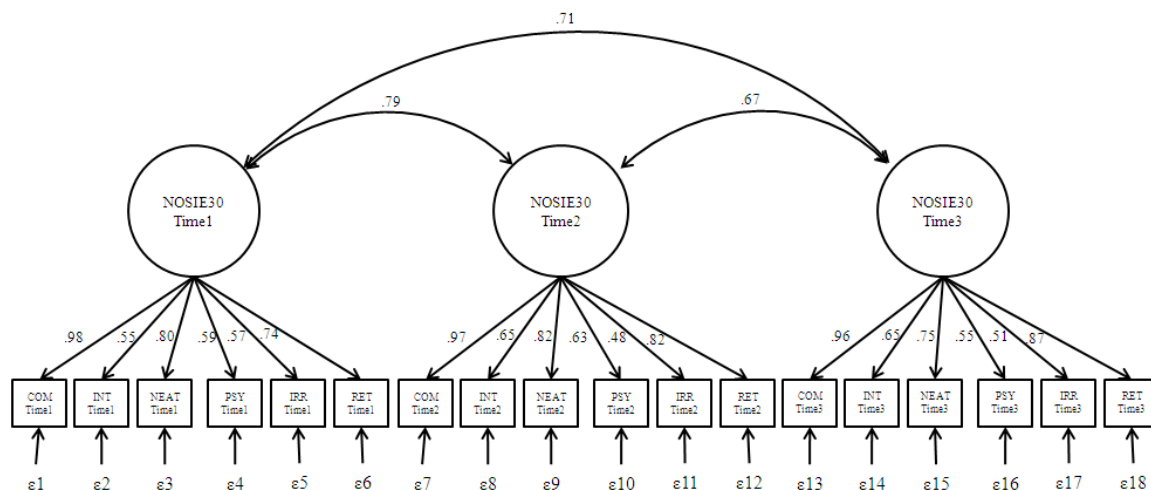 .71
.79
.67
NOSIE30
Time1
NOSIE30
Time2
NOSIE30
Time3
.98 .55 .80 .59 .57 .74
.97 .65 .82 .63 .48 .82
.96 .65 .75 .55 .51 .87
COM
Time1
INT
Time1
NEAT
Time1
PSY
Time1
IRR
Time1
RET
Time1
COM
Time2
INT
Time2
NEAT
Time2
PSY
Time2
IRR
Time2
RET
Time2
COM
Time3
INT
Time3
NEAT
Time3
PSY
Time3
IRR
Time3
RET
Time3
ε1 ε2 ε3 ε4 ε5 ε6 ε7 ε8 ε9 ε10 ε11 ε12 ε13 ε14 ε15 ε16 ε17 ε18